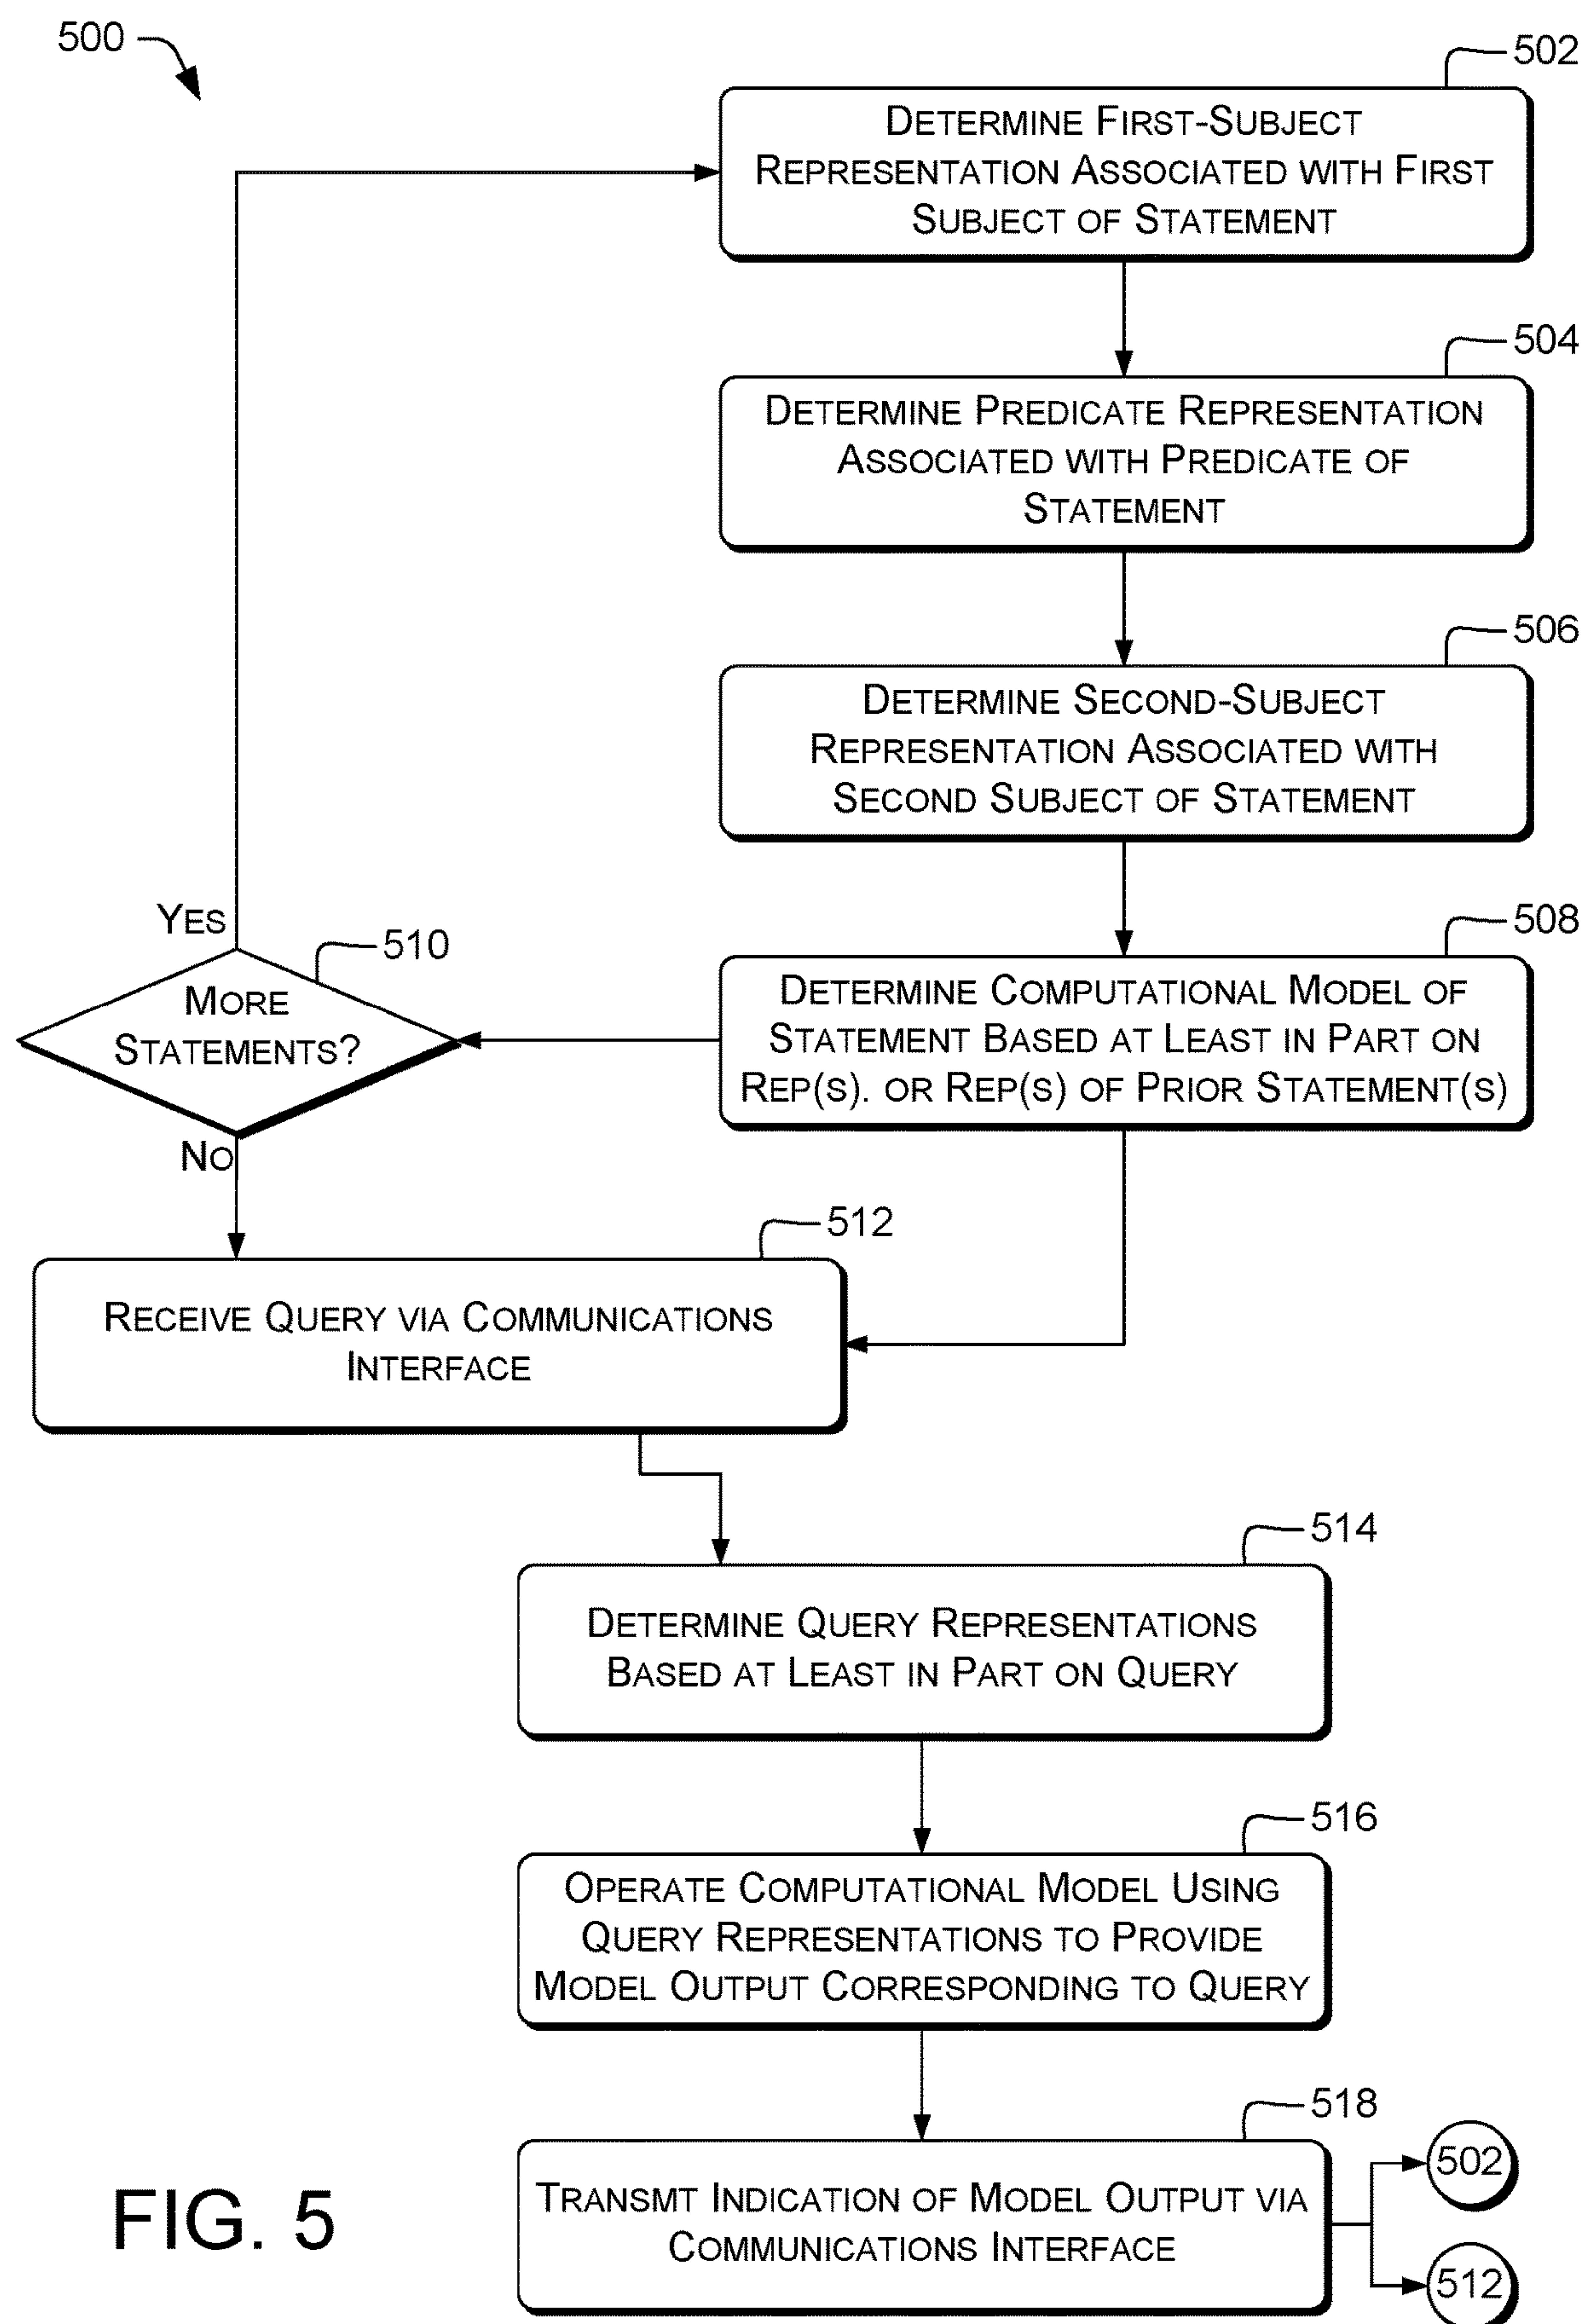 500
502
DETERMINE FIRST-SUBJECT
REPRESENTATION ASSOCIATED WITH FIRST
SUBJECT OF STATEMENT
504
DETERMINE PREDICATE REPRESENTATION
ASSOCIATED WITH PREDICATE OF
STATEMENT
506
DETERMINE SECOND-SUBJECT
REPRESENTATION ASSOCIATED WITH
SECOND SUBJECT OF STATEMENT
508
DETERMINE COMPUTATIONAL MODEL OF
STATEMENT BASED AT LEAST IN PART ON
REP(S). OR REP(S) OF PRIOR STATEMENT(S)
YES
510
MORE
STATEMENTS?
NO
512
RECEIVE QUERY VIA COMMUNICATIONS
INTERFACE
514
DETERMINE QUERY REPRESENTATIONS
BASED AT LEAST IN PART ON QUERY
516
OPERATE COMPUTATIONAL MODEL USING
QUERY REPRESENTATIONS TO PROVIDE
MODEL OUTPUT CORRESPONDING TO QUERY
518
TRANSMT INDICATION OF MODEL OUTPUT VIA
COMMUNICATIONS INTERFACE
502
512
FIG. 5